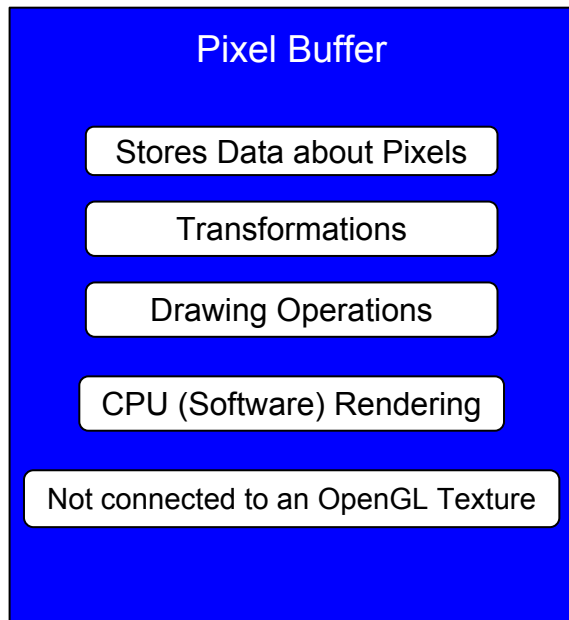 Pixel Buffer
Stores Data about Pixels
Transformations
Drawing Operations
CPU (Software) Rendering
Not connected to an OpenGL Texture